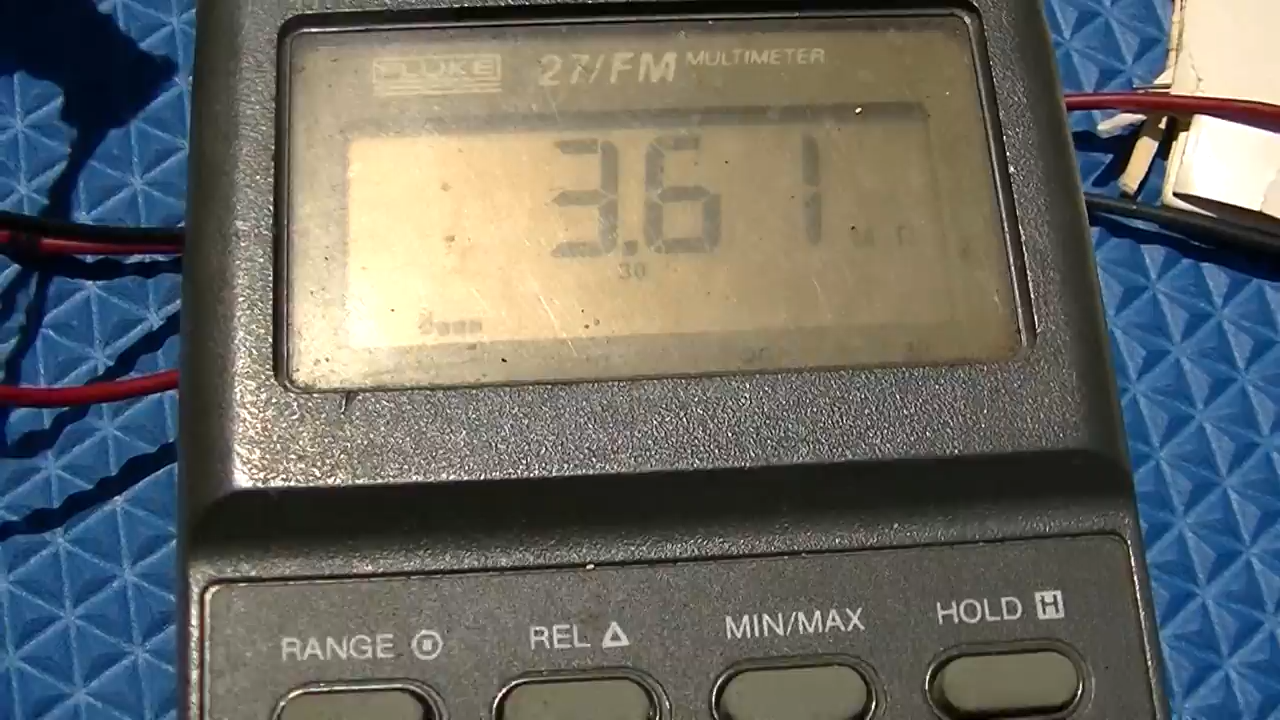 FLUKE 27/FM MULTIMETER
3.61
30
RANGE
REL Δ
MIN/MAX
HOLD H